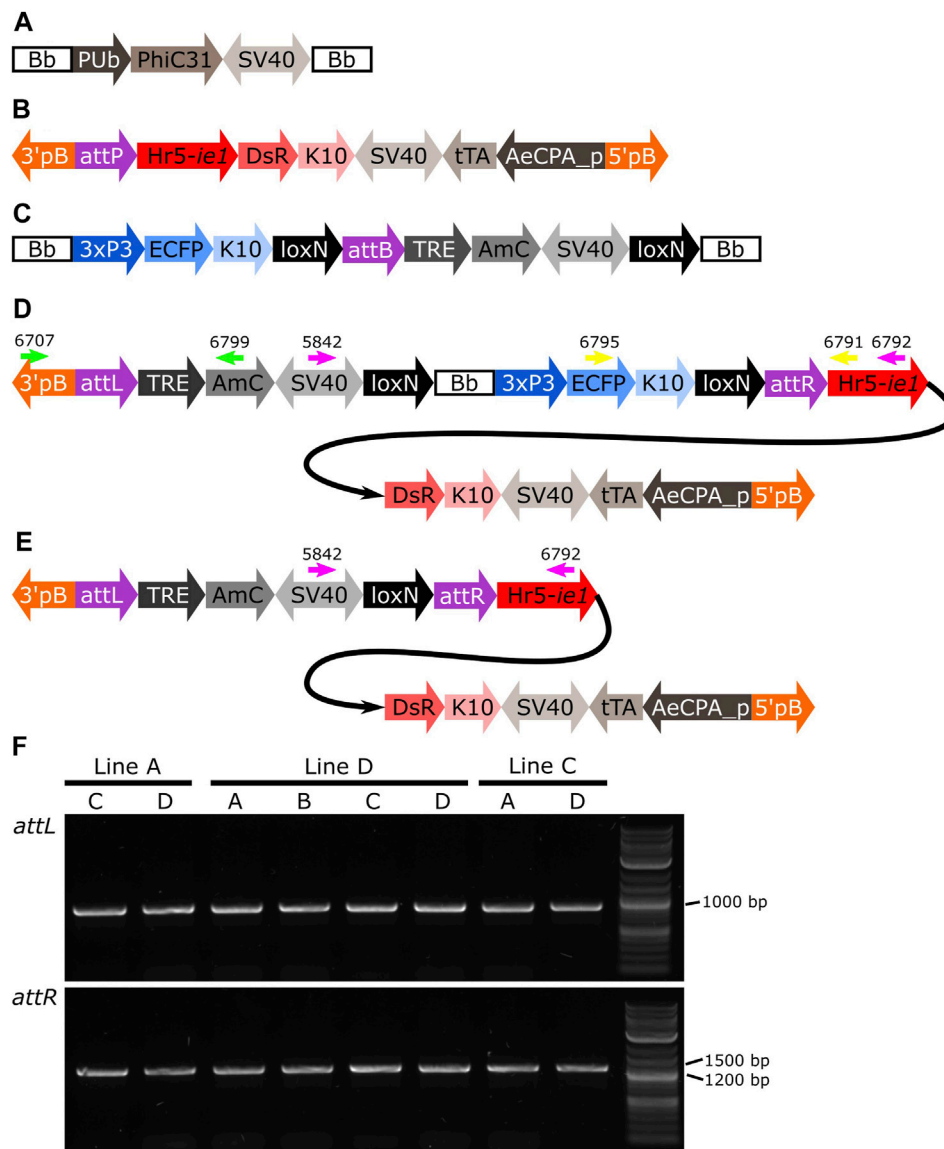 A
Bb PUb PhiC31 SV40 Bb
B
3'pB attP Hr5-ie1 DsR K10 SV40 tTA AeCPA_p 5'pB
C
Bb 3xP3 ECFP K10 loxN attB TRE AmC SV40 loxN Bb
D
6707 6799 5842 6795 6791 6792
3'pB attL TRE AmC SV40 loxN Bb 3xP3 ECFP K10 loxN attR Hr5-ie1
DsR K10 SV40 tTA AeCPA_p 5'pB
E
5842 6792
3'pB attL TRE AmC SV40 loxN attR Hr5-ie1
DsR K10 SV40 tTA AeCPA_p 5'pB
F
Line A Line D Line C
C D A B C D A D
attL
1000 bp
attR
1500 bp
1200 bp